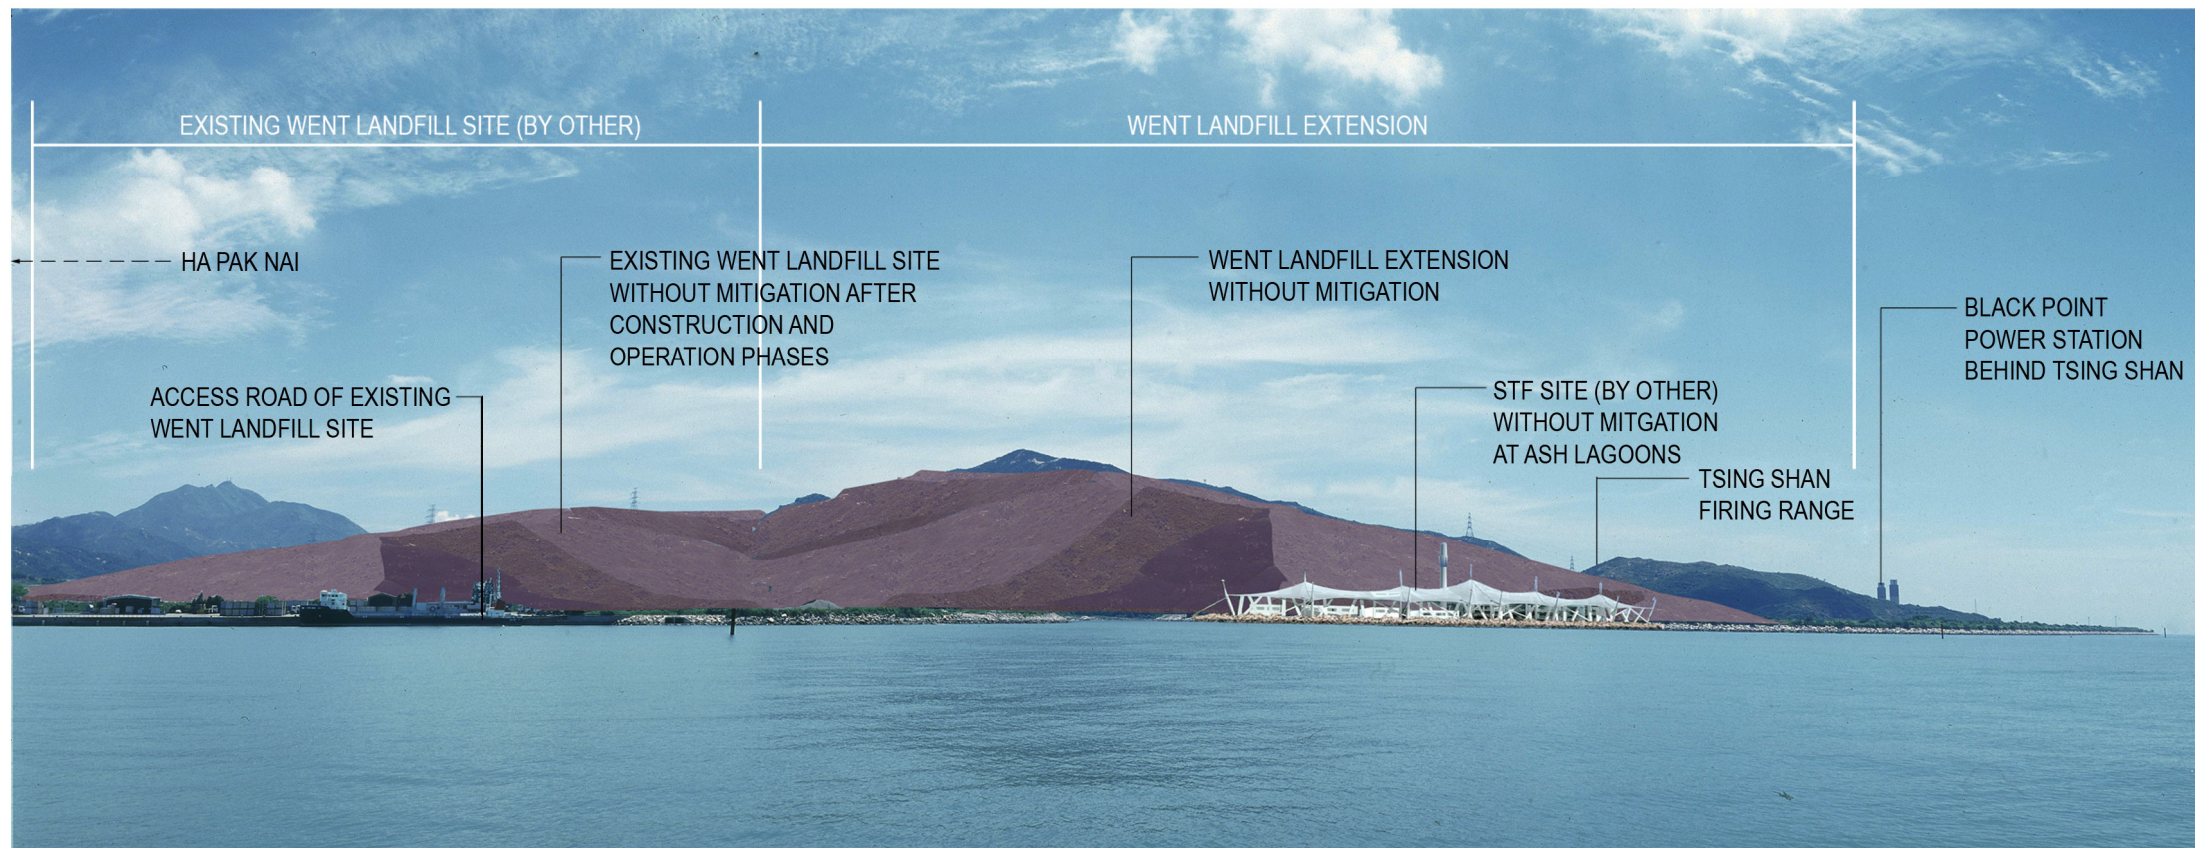 EXISTING WENT LANDFILL SITE (BY OTHER)
WENT LANDFILL EXTENSION
HA PAK NAI
EXISTING WENT LANDFILL SITE
WITHOUT MITIGATION AFTER
CONSTRUCTION AND
OPERATION PHASES
WENT LANDFILL EXTENSION
WITHOUT MITIGATION
BLACK POINT
POWER STATION
BEHIND TSING SHAN
ACCESS ROAD OF EXISTING
WENT LANDFILL SITE
STF SITE (BY OTHER)
WITHOUT MITGATION
AT ASH LAGOONS
TSING SHAN
FIRING RANGE